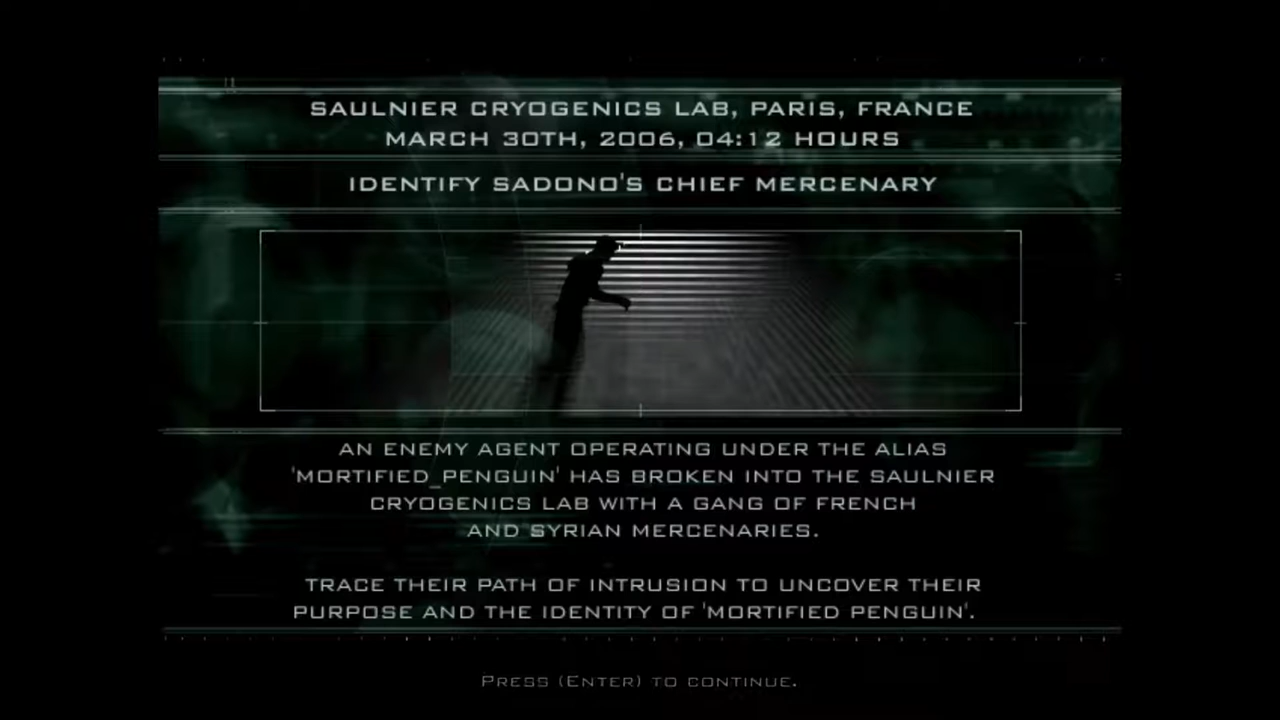 SAULNIER CRYOGENICS LAB, PARIS, FRANCE
MARCH 30TH, 2006, 04:12 HOURS
IDENTIFY SADONO'S CHIEF MERCENARY
AN ENEMY AGENT OPERATING UNDER THE ALIAS
'MORTIFIED_PENGUIN' HAS BROKEN INTO THE SAULNIER
CRYOGENICS LAB WITH A GANG OF FRENCH
AND SYRIAN MERCENARIES.
TRACE THEIR PATH OF INTRUSION TO UNCOVER THEIR
PURPOSE AND THE IDENTITY OF 'MORTIFIED PENGUIN'.
PRESS (ENTER) TO CONTINUE.